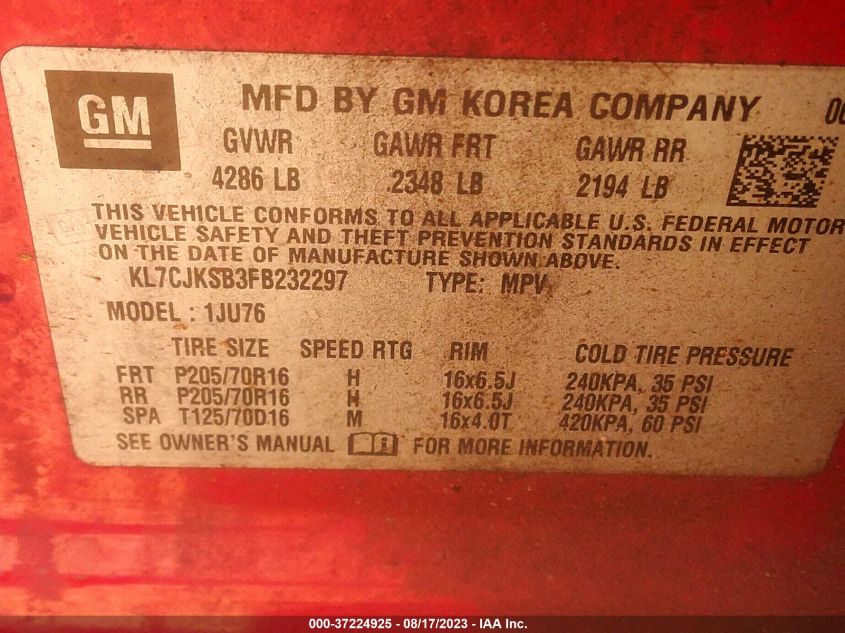 GM
MFD BY GM KOREA COMPANY
GVWR GAWR FRT GAWR RR
4286 LB 2348 LB 2194 LB
THIS VEHICLE CONFORMS TO ALL APPLICABLE U.S. FEDERAL MOTOR
VEHICLE SAFETY AND THEFT PREVENTION STANDARDS IN EFFECT
ON THE DATE OF MANUFACTURE SHOWN ABOVE.
KL7CJKSB3FB232297 TYPE: MPV
MODEL : 1JU76
TIRE SIZE SPEED RTG RIM COLD TIRE PRESSURE
FRT P205/70R16 H 16x6.5J 240KPA, 35 PSI
RR P205/70R16 H 16x6.5J 240KPA, 35 PSI
SPA T125/70D16 M 16x4.0T 420KPA, 60 PSI
SEE OWNER'S MANUAL FOR MORE INFORMATION.
000-37224925 - 08/17/2023 - IAA Inc.